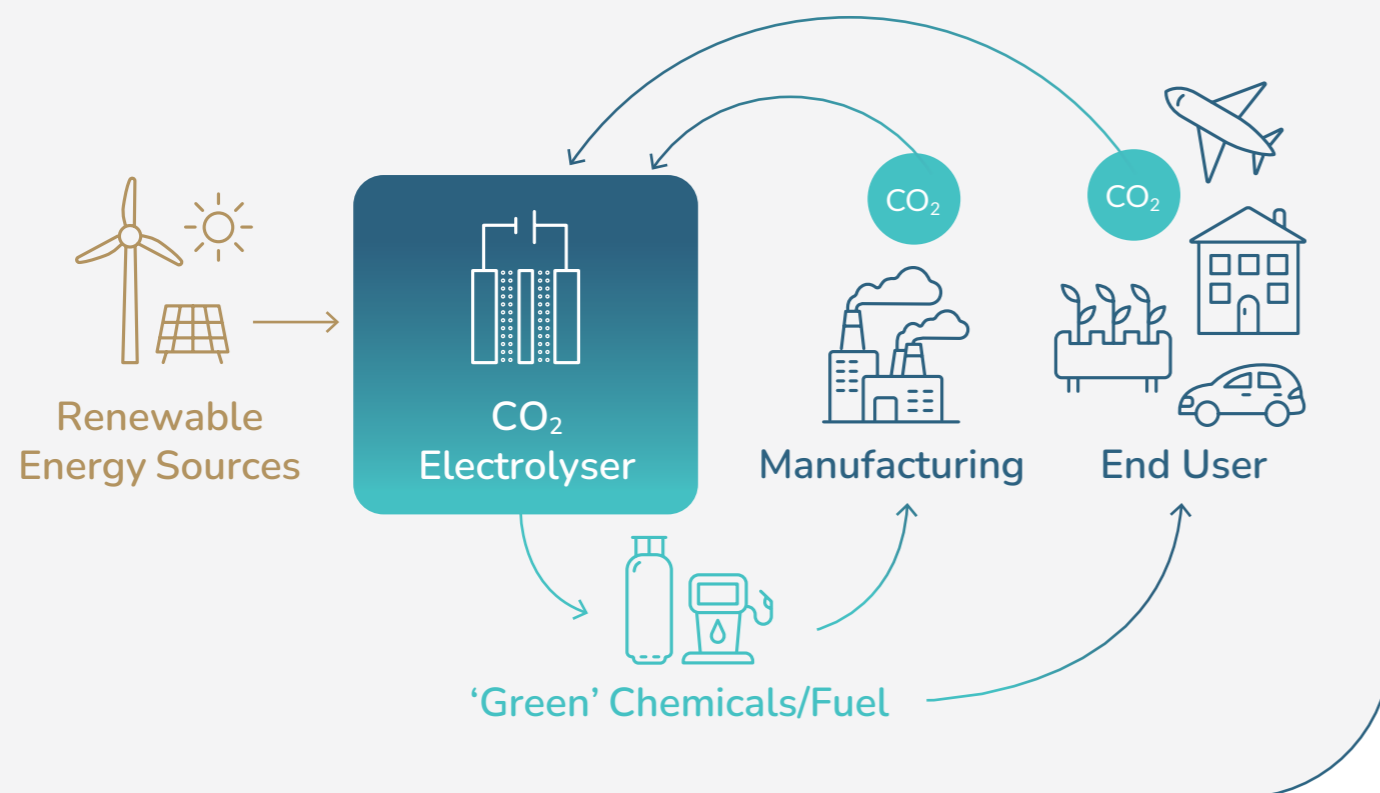 CO₂
CO₂
Renewable
Energy Sources
CO₂
Electrolyser
Manufacturing
End User
‘Green’ Chemicals/Fuel